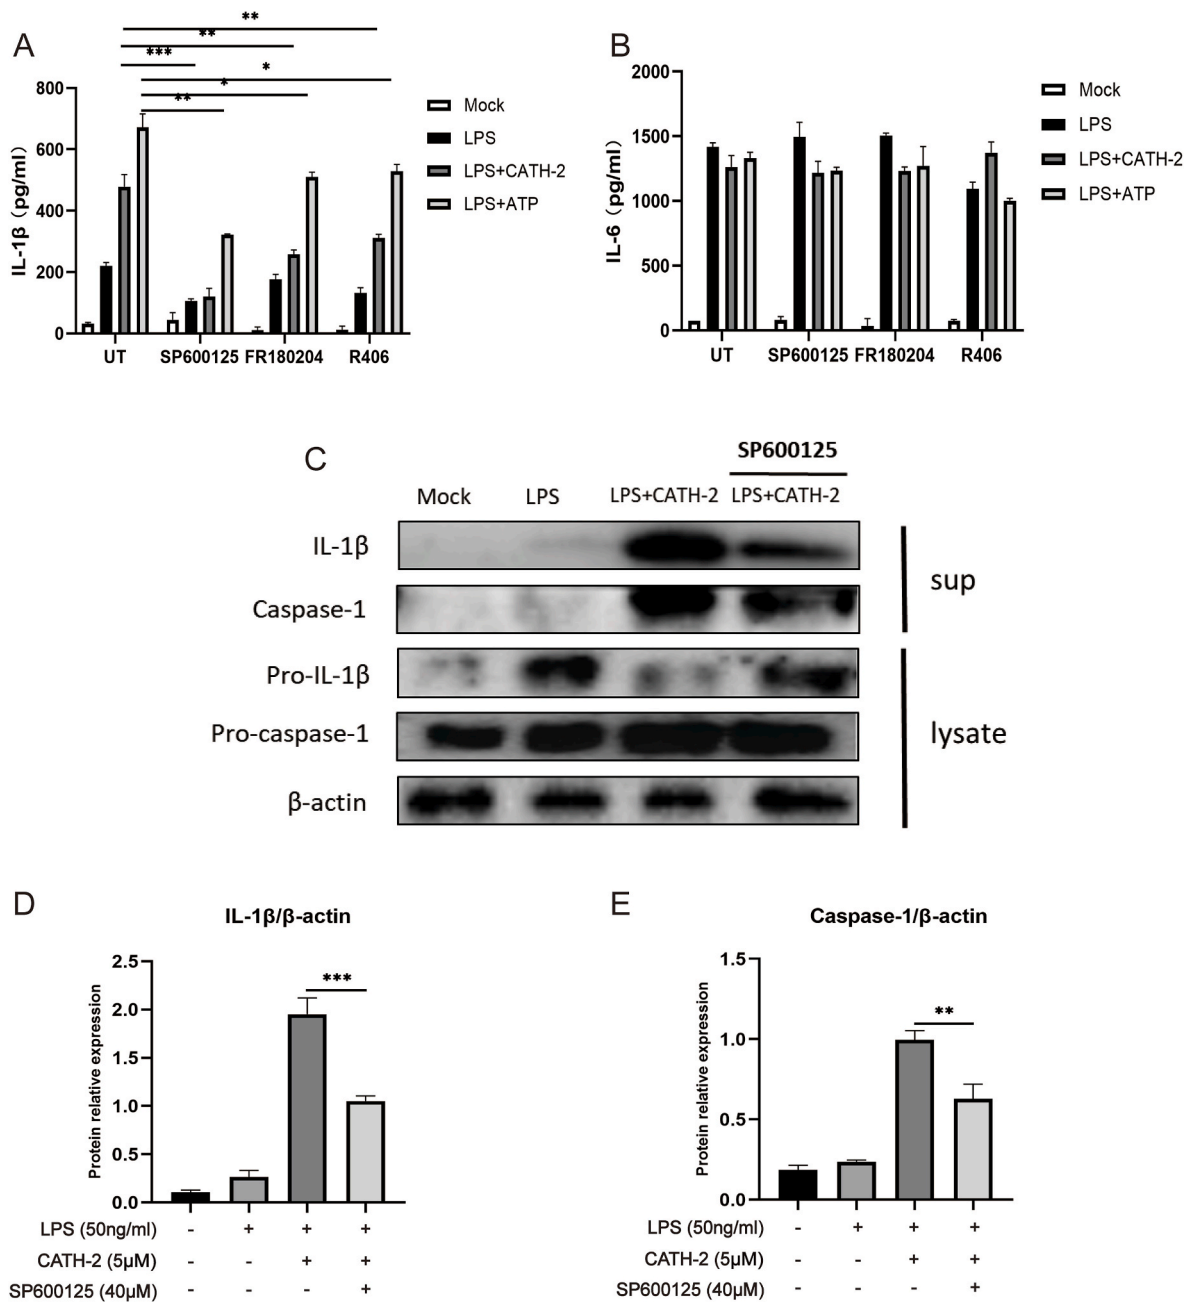 A
**
**
***
*
*
**
IL-1β (pg/ml)
800
600
400
200
0
UT SP600125 FR180204 R406
Mock
LPS
LPS+CATH-2
LPS+ATP
B
IL-6 (pg/ml)
2000
1500
1000
500
0
UT SP600125 FR180204 R406
Mock
LPS
LPS+CATH-2
LPS+ATP
C
SP600125
Mock LPS LPS+CATH-2 LPS+CATH-2
IL-1β
Caspase-1
sup
Pro-IL-1β
Pro-caspase-1
β-actin
lysate
D
IL-1β/β-actin
Protein relative expression
2.5
2.0
1.5
1.0
0.5
0.0
***
LPS (50ng/ml) - + + +
CATH-2 (5μM) - - + +
SP600125 (40μM) - - - +
E
Caspase-1/β-actin
Protein relative expression
1.5
1.0
0.5
0.0
**
LPS (50ng/ml) - + + +
CATH-2 (5μM) - - + +
SP600125 (40μM) - - - +